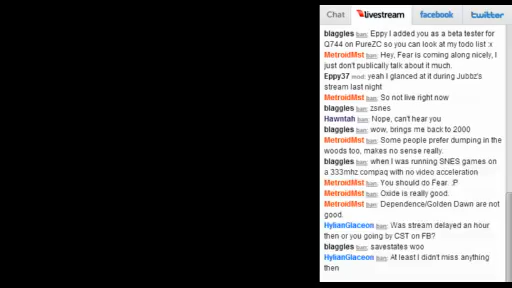 Chat livestream facebook twitter
blaggles ban: Eppy I added you as a beta tester for
Q744 on PureZC so you can look at my todo list :x
MetroidMst ban: Hey, Fear is coming along nicely, I
just don't publically talk about it much.
Eppy37 mod: yeah I glanced at it during Jubbz's
stream last night
MetroidMst ban: So not live right now
blaggles ban: zsnes
Hawntah ban: Nope, can't hear you
blaggles ban: wow, brings me back to 2000
MetroidMst ban: Some people prefer dumping in the
woods too, makes no sense really.
blaggles ban: when I was running SNES games on
a 333mhz compaq with no video acceleration
MetroidMst ban: You should do Fear. :P
MetroidMst ban: Oxide is really good.
MetroidMst ban: Dependence/Golden Dawn are not
good.
HylianGlaceon ban: Was stream delayed an hour
then or you going by CST on FB?
blaggles ban: savestates woo
HylianGlaceon ban: At least I didn't miss anything
then